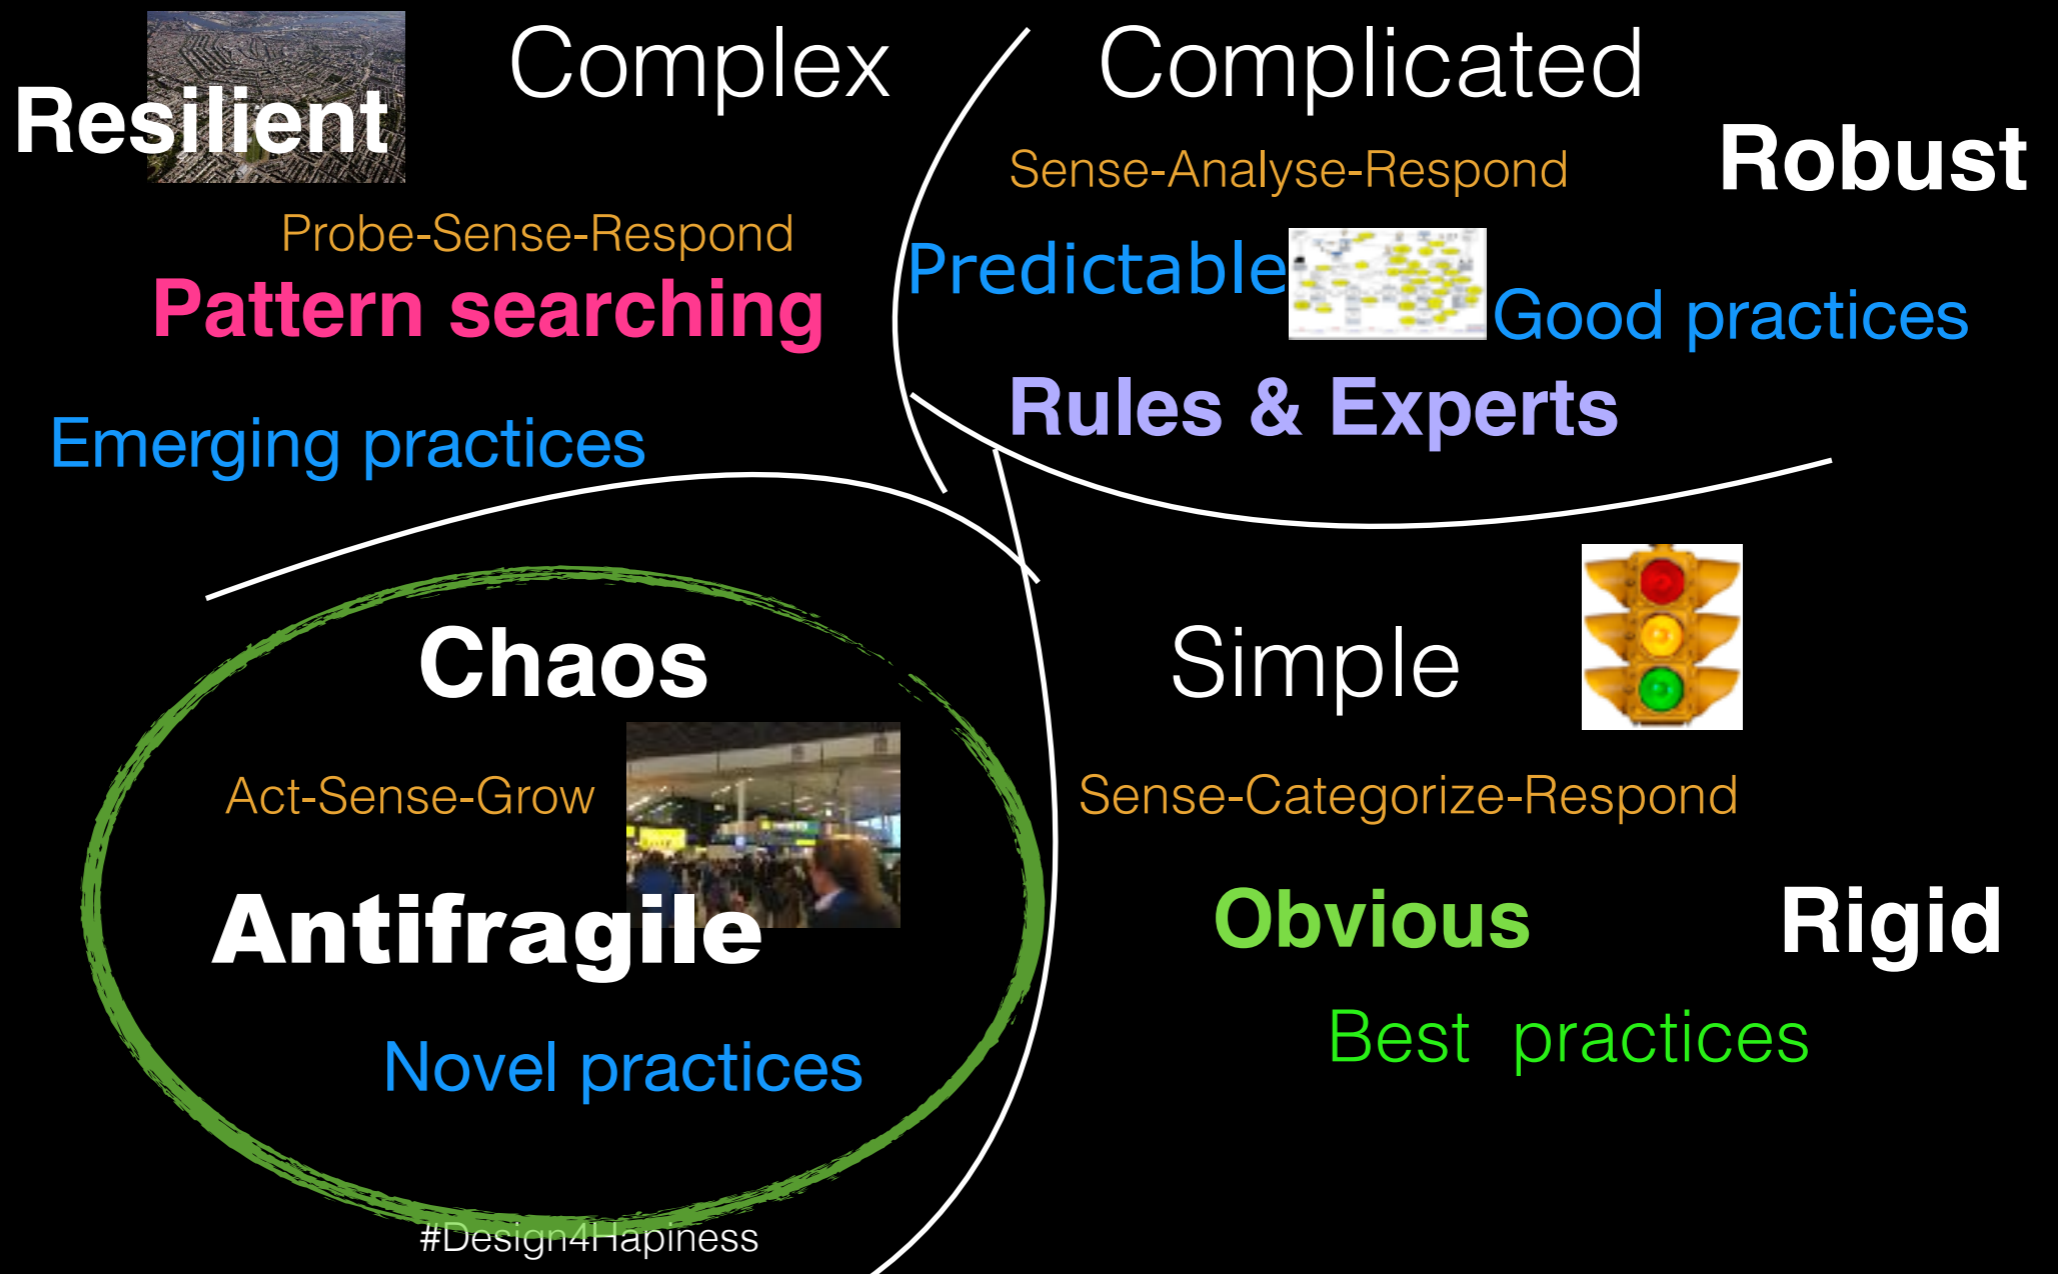 Complex
Resilient
Probe-Sense-Respond
Pattern searching
Emerging practices
Complicated
Sense-Analyse-Respond
Robust
Predictable
Good practices
Rules & Experts
Chaos
Act-Sense-Grow
Antifragile
Novel practices
#Design4Hapiness
Simple
Sense-Categorize-Respond
Obvious
Rigid
Best practices